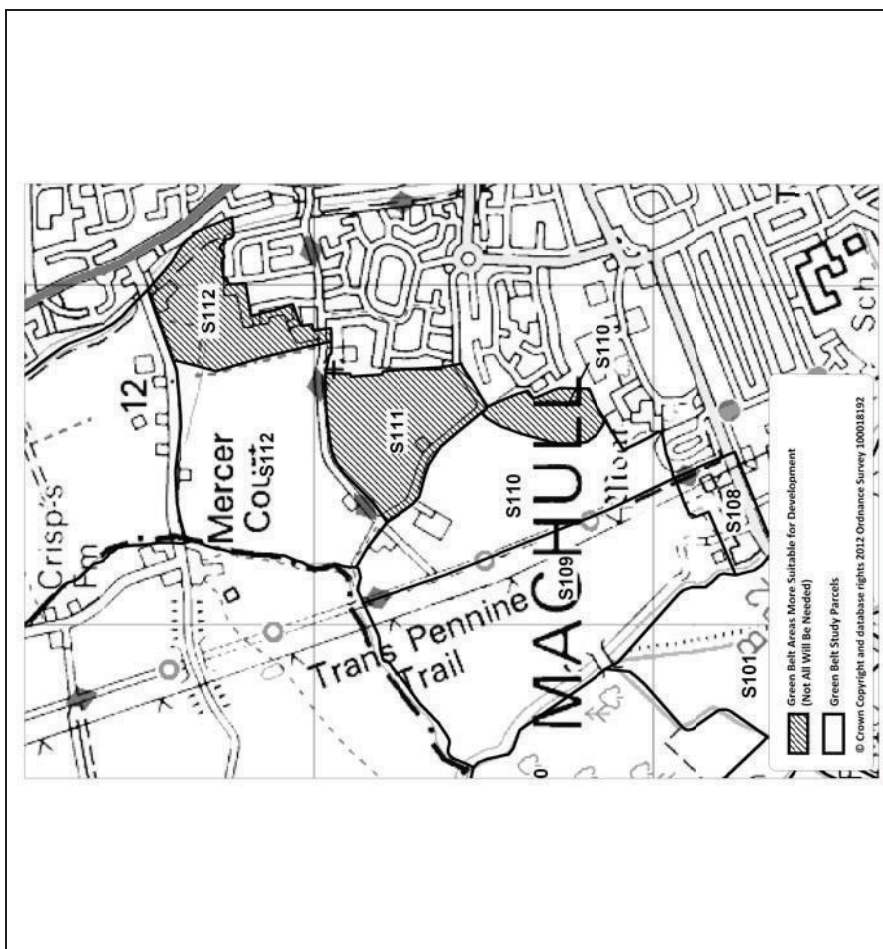 Crisp's
Fm
12
Mercer
Court
S112
S112
S111
S110
S110
S109
MAGHULL
Trans Pennine
Trail
S108
S101
Sch
Green Belt Areas More Suitable for Development
(Not All Will Be Needed)
Green Belt Study Parcels
© Crown Copyright and database rights 2012 Ordnance Survey 100018192